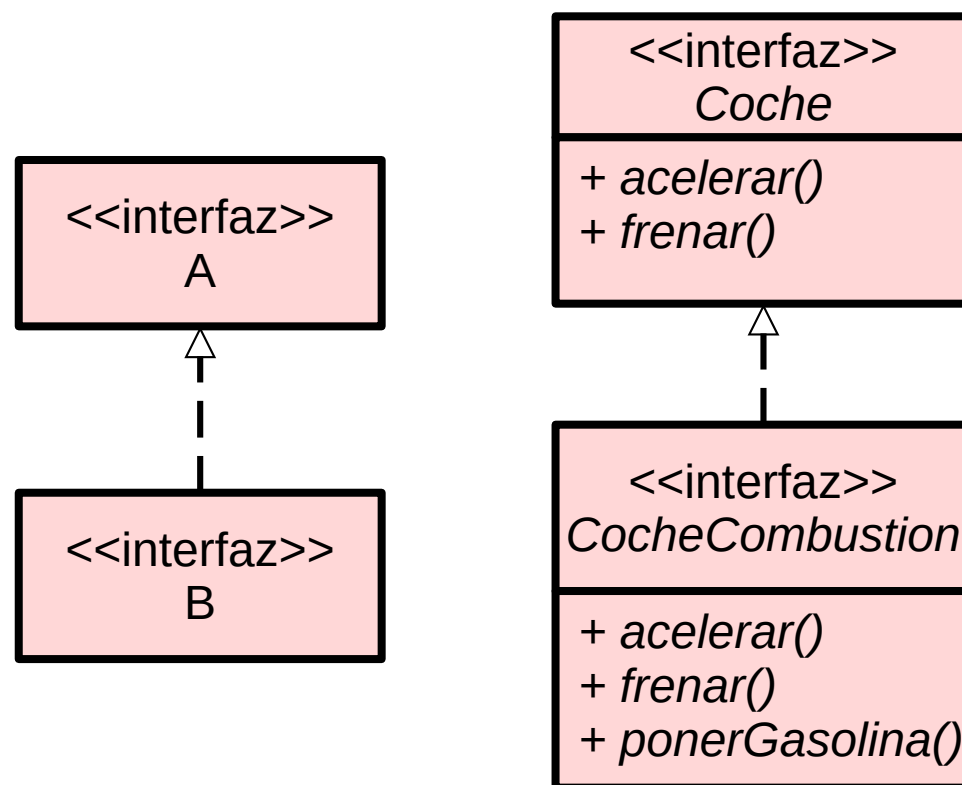 <<interfaz>>
A
<<interfaz>>
B
<<interfaz>>
Coche
+ acelerar()
+ frenar()
<<interfaz>>
CocheCombustion
+ acelerar()
+ frenar()
+ ponerGasolina()